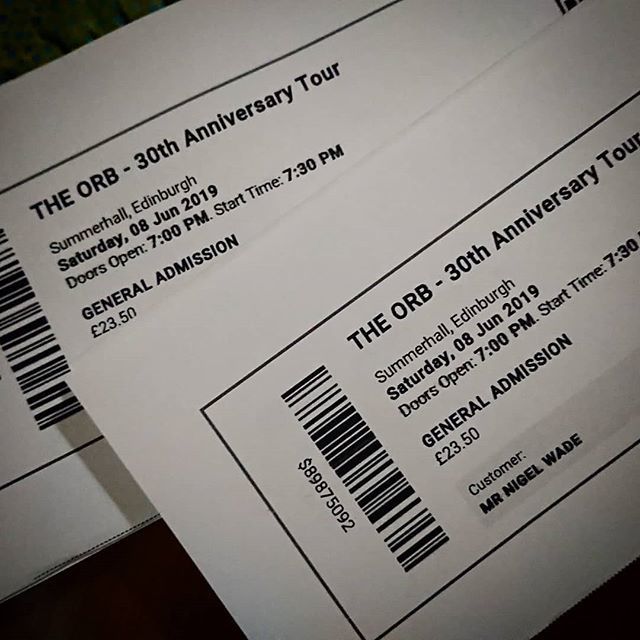 THE ORB - 30th Anniversary Tour
Summerhall, Edinburgh
Saturday, 08 Jun 2019
Doors Open: 7:00 PM. Start Time: 7:30 PM
GENERAL ADMISSION
£23.50
THE ORB - 30th Anniversary Tour
Summerhall, Edinburgh
Saturday, 08 Jun 2019
Doors Open: 7:00 PM. Start Time: 7:30
GENERAL ADMISSION
£23.50
Customer:
MR NIGEL WADE
S89875092